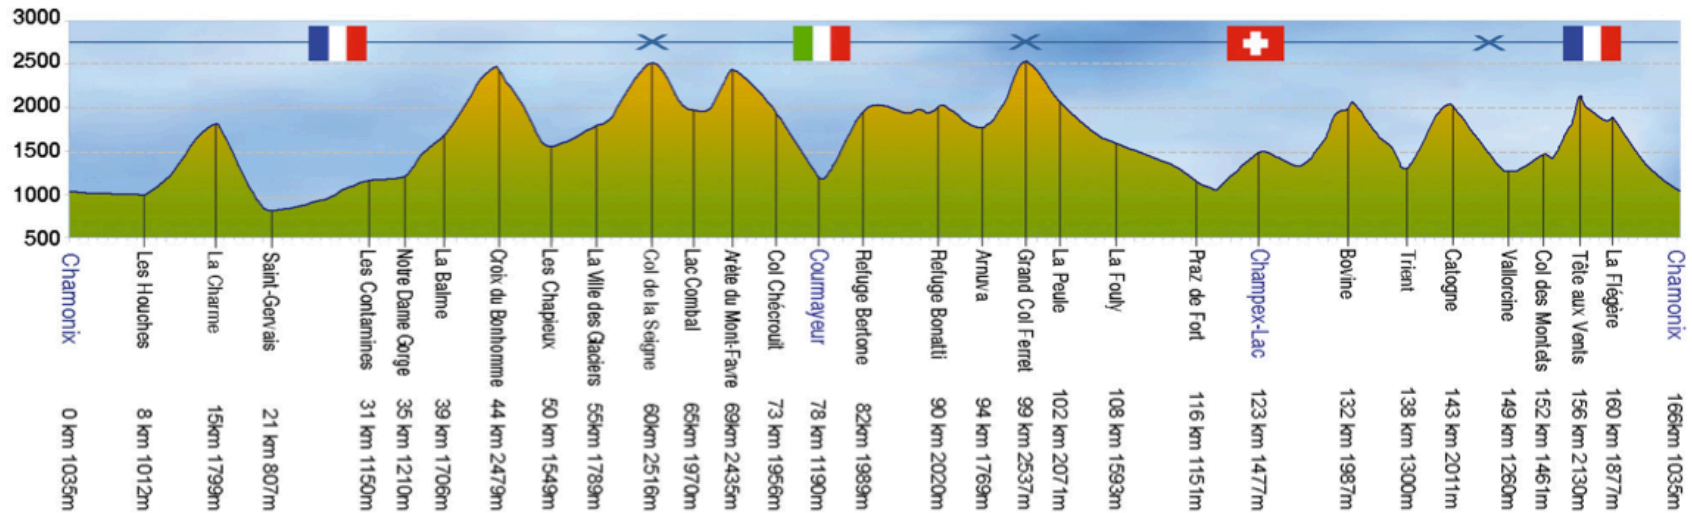 3000
2500
2000
1500
1000
500
Chamonix 0 km 1035m
Les Houches 8 km 1012m
La Charme 15km 1799m
Saint-Gervais 21 km 807m
Les Contamines 31 km 1150m
Notre Dame Gorge 35 km 1210m
La Balme 39 km 1706m
Croix du Bonhomme 44 km 2479m
Les Chapieux 50 km 1549m
La Ville des Glaciers 55km 1789m
Col de la Seigne 60km 2516m
Lac Combal 65km 1970m
Arète du Mont-Favre 69km 2435m
Col Chécrouit 73 km 1956m
Courmayeur 78 km 1190m
Refuge Bertone 82km 1989m
Refuge Bonatti 90 km 2020m
Arnuva 94 km 1769m
Grand Col Ferret 99 km 2537m
La Peule 102 km 2071m
La Fouly 108 km 1593m
Praz de Fort 116 km 1151m
Champex-Lac 123 km 1477m
Bovine 132 km 1987m
Trient 138 km 1300m
Catogne 143 km 2011m
Vallorcine 149 km 1260m
Col des Montets 152 km 1461m
Tête aux Vents 156 km 2130m
La Flégère 160 km 1877m
Chamonix 166km 1035m